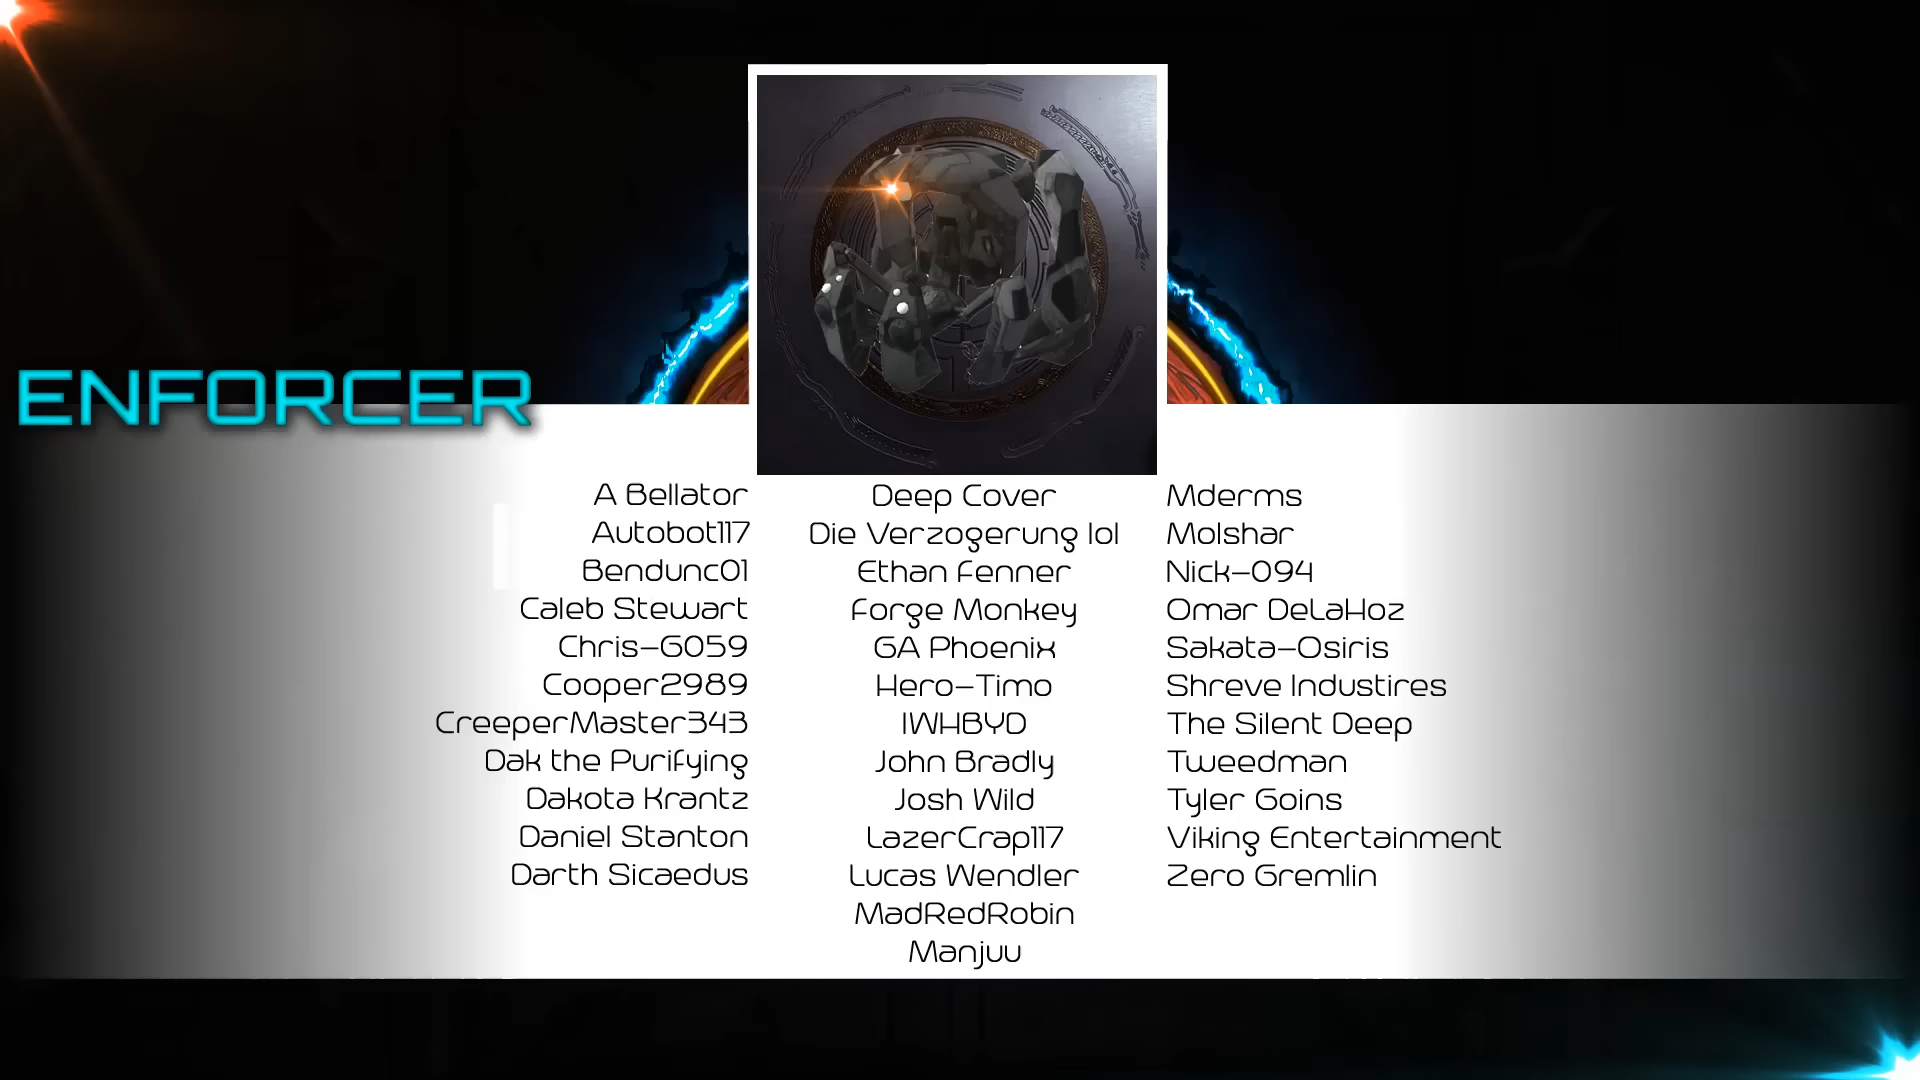 ENFORCER
A Bellator
Autobot117
Bendunc01
Caleb Stewart
Chris-G059
Cooper2989
CreeperMaster343
Dak the Purifying
Dakota Krantz
Daniel Stanton
Darth Sicaedus
Deep Cover
Die Verzogerung lol
Ethan Fenner
Forge Monkey
GA Phoenix
Hero-Timo
IWHBYD
John Bradly
Josh Wild
LazerCrap117
Lucas Wendler
MadRedRobin
Manjuu
Mderms
Molshar
Nick-094
Omar DeLaHoz
Sakata-Osiris
Shreve Industires
The Silent Deep
Tweedman
Tyler Goins
Viking Entertainment
Zero Gremlin